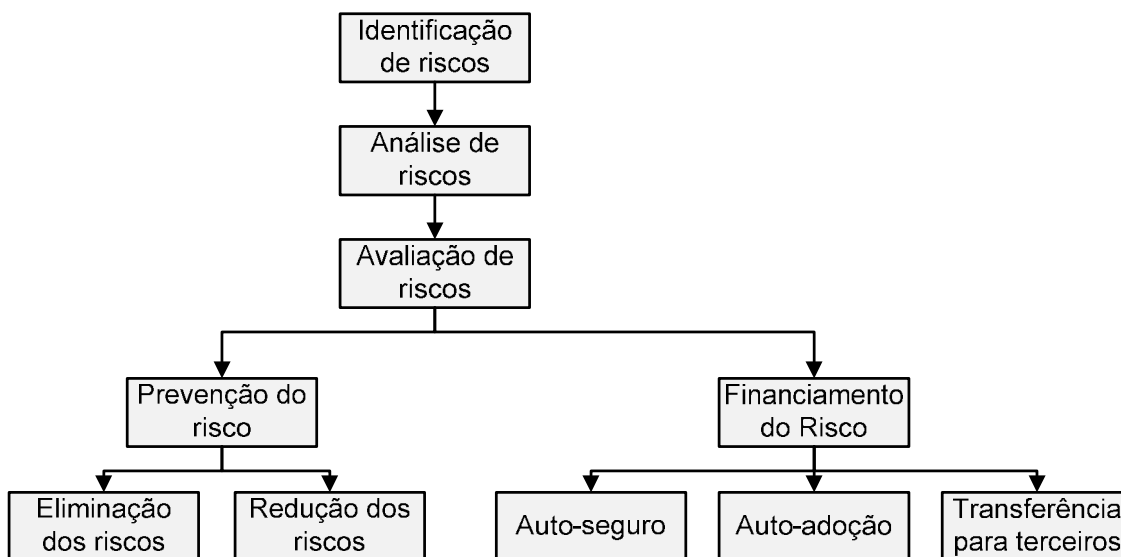 Identificação
de riscos
Análise de
riscos
Avaliação de
riscos
Prevenção do
risco
Financiamento
do Risco
Eliminação
dos riscos
Redução dos
riscos
Auto-seguro
Auto-adoção
Transferência
para terceiros